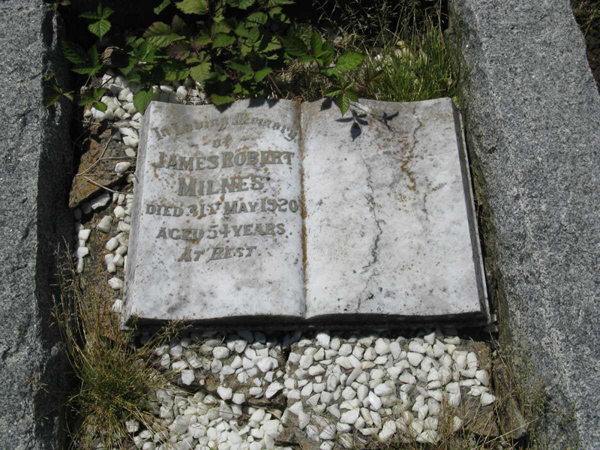 In Loving Memory
of
JAMES ROBERT
MILNES
DIED 31ST MAY 1920
AGED 54 YEARS.
AT REST